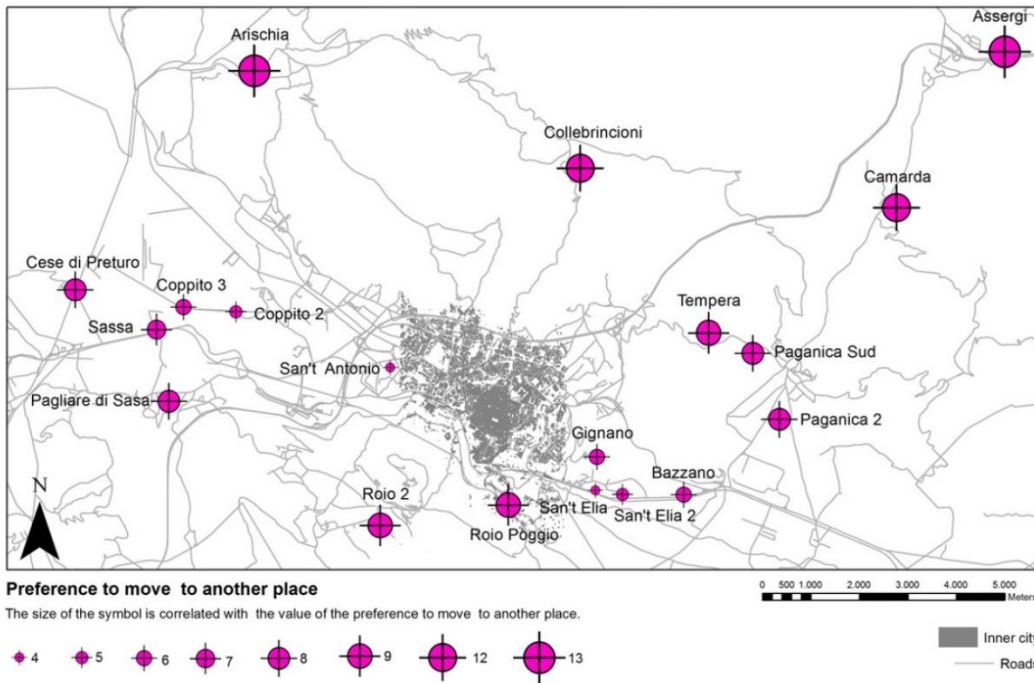 Assergi
Arischia
Collebrincioni
Camarda
Cese di Preturo
Coppito 3
Coppito 2
Sassa
Tempera
Paganica Sud
San't Antonio
Pagliare di Sasa
Paganica 2
Gignano
Bazzano
Roio 2
San't Elia
San't Elia 2
Roio Poggio
N
Preference to move to another place
The size of the symbol is correlated with the value of the preference to move to another place.
0 500 1.000 2.000 3.000 4.000 5.000
Meters
4 5 6 7 8 9 12 13
Inner city
Roads